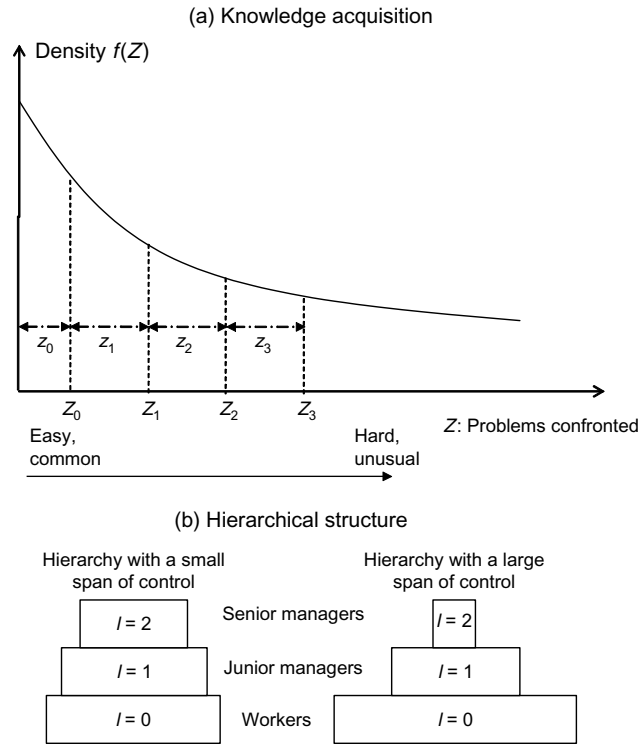 (a) Knowledge acquisition
Density f(Z)
z₀ z₁ z₂ z₃
Z₀ Z₁ Z₂ Z₃
Z: Problems confronted
Easy,
common
Hard,
unusual
(b) Hierarchical structure
Hierarchy with a small
span of control
Hierarchy with a large
span of control
l = 2 Senior managers l = 2
l = 1 Junior managers l = 1
l = 0 Workers l = 0